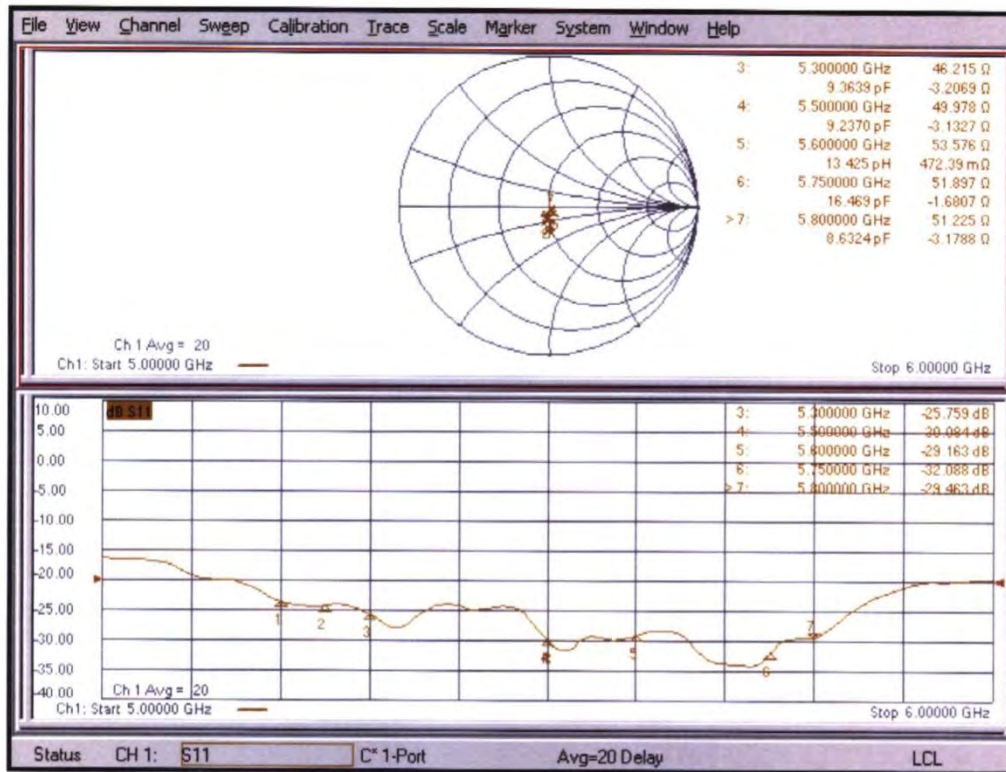 File View Channel Sweep Calibration Trace Scale Marker System Window Help
3: 5.300000 GHz 46.215 Ω
9.3639 pF -3.2069 Ω
4: 5.500000 GHz 49.978 Ω
9.2370 pF -3.1327 Ω
5: 5.600000 GHz 53.576 Ω
13.425 pH 472.39 mΩ
6: 5.750000 GHz 51.897 Ω
16.469 pF -1.6807 Ω
>7: 5.800000 GHz 51.225 Ω
8.6324 pF -3.1788 Ω
Ch 1 Avg = 20
Ch1: Start 5.00000 GHz
Stop 6.00000 GHz
10.00
dB S11
5.00
0.00
-5.00
-10.00
-15.00
-20.00
-25.00
-30.00
-35.00
-40.00
3: 5.300000 GHz -25.759 dB
4: 5.500000 GHz -30.084 dB
5: 5.600000 GHz -29.163 dB
6: 5.750000 GHz -32.088 dB
>7: 5.800000 GHz -29.463 dB
1
2
3
5
6
7
Ch 1 Avg = 20
Ch1: Start 5.00000 GHz
Stop 6.00000 GHz
Status CH 1: S11 C* 1-Port Avg=20 Delay LCL